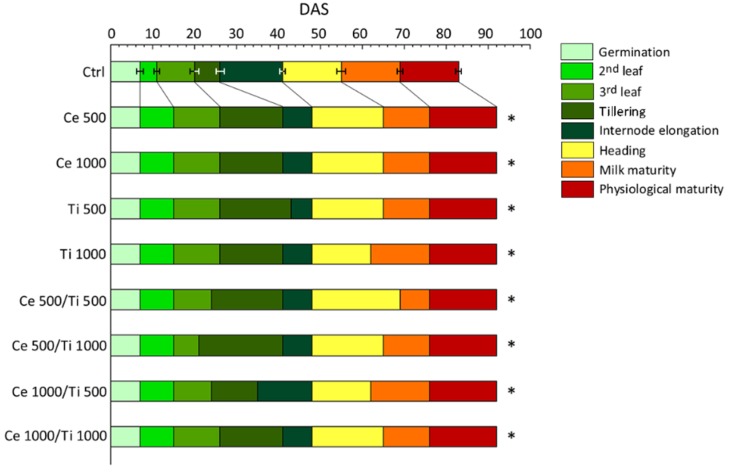 DAS
0 10 20 30 40 50 60 70 80 90 100
Ctrl
Ce 500 *
Ce 1000 *
Ti 500 *
Ti 1000 *
Ce 500/Ti 500 *
Ce 500/Ti 1000 *
Ce 1000/Ti 500 *
Ce 1000/Ti 1000 *
Germination
2nd leaf
3rd leaf
Tillering
Internode elongation
Heading
Milk maturity
Physiological maturity